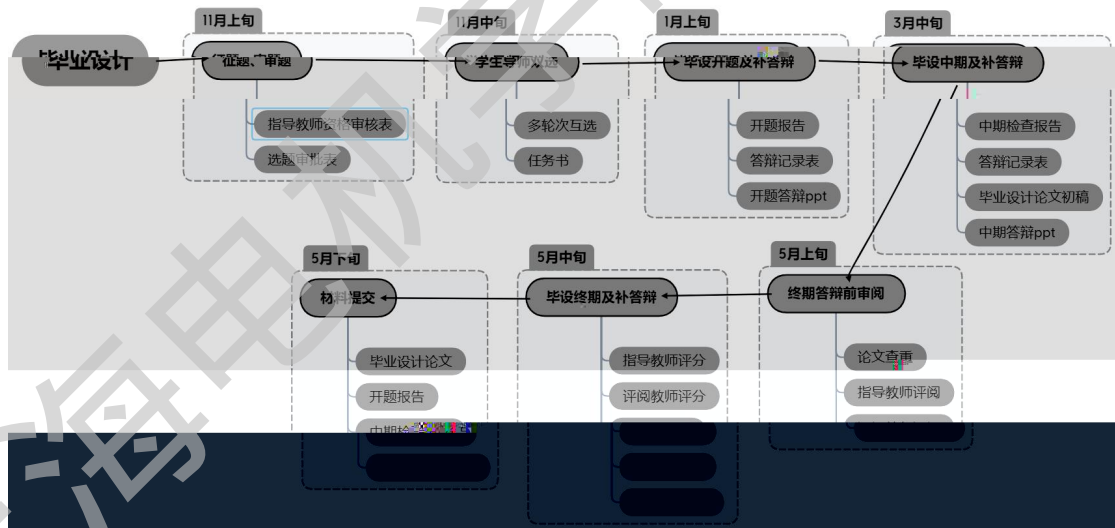 11月上旬
11月中旬
1月上旬
3月中旬
毕业设计
征题、审题
学生导师双选
毕设开题及补答辩
毕设中期及补答辩
指导教师资格审核表
选题审批表
多轮次互选
任务书
开题报告
答辩记录表
开题答辩ppt
中期检查报告
答辩记录表
毕业设计论文初稿
中期答辩ppt
5月下旬
5月中旬
5月上旬
材料提交
毕设终期及补答辩
终期答辩前审阅
毕业设计论文
开题报告
中期检
指导教师评分
评阅教师评分
论文查重
指导教师评阅
海电机学